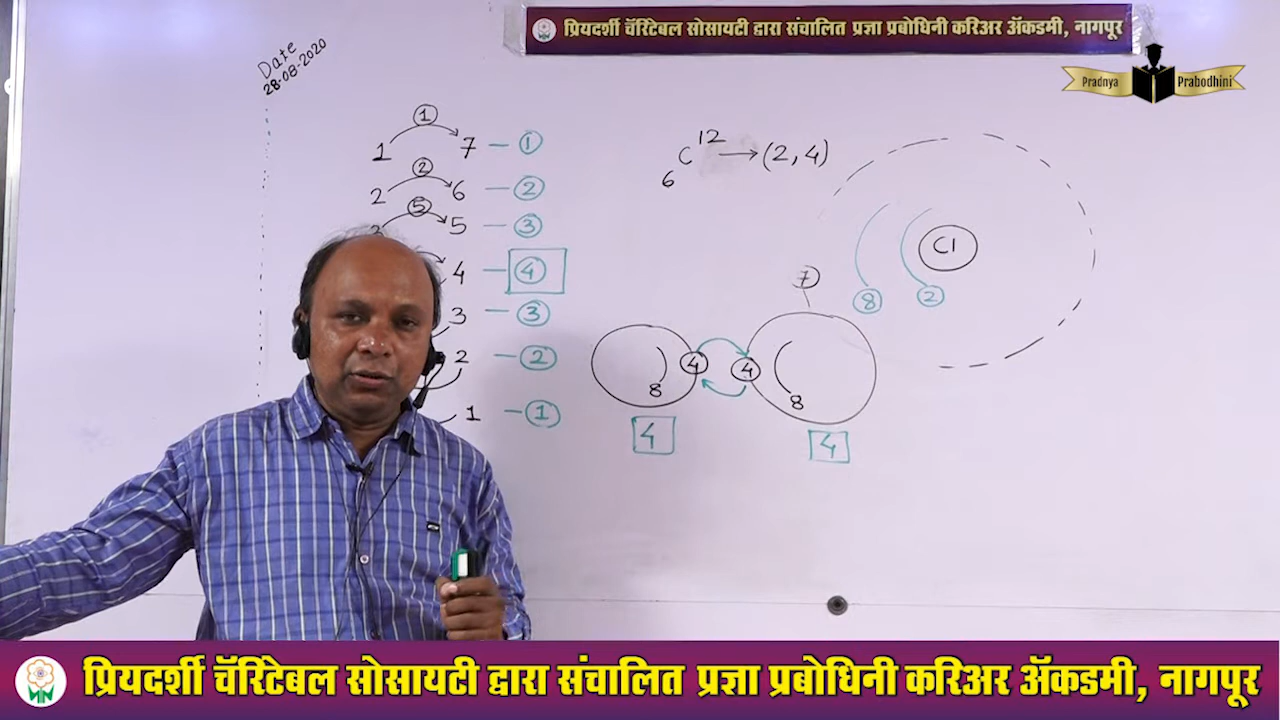 प्रियदर्शी चॅरिटेबल सोसायटी द्वारा संचालित प्रज्ञा प्रबोधिनी करिअर ॲकडमी, नागपूर
Pradnya Prabodhini
Date
28-08-2020
1
1 7 – 1
2
2 6 – 2
5
5 – 3
4 – 4
3 – 3
2 – 2
1 – 1
₆C¹² → (2, 4)
Cl
8 2
7
8 4 4 8
4 4
प्रियदर्शी चॅरिटेबल सोसायटी द्वारा संचालित प्रज्ञा प्रबोधिनी करिअर ॲकडमी, नागपूर